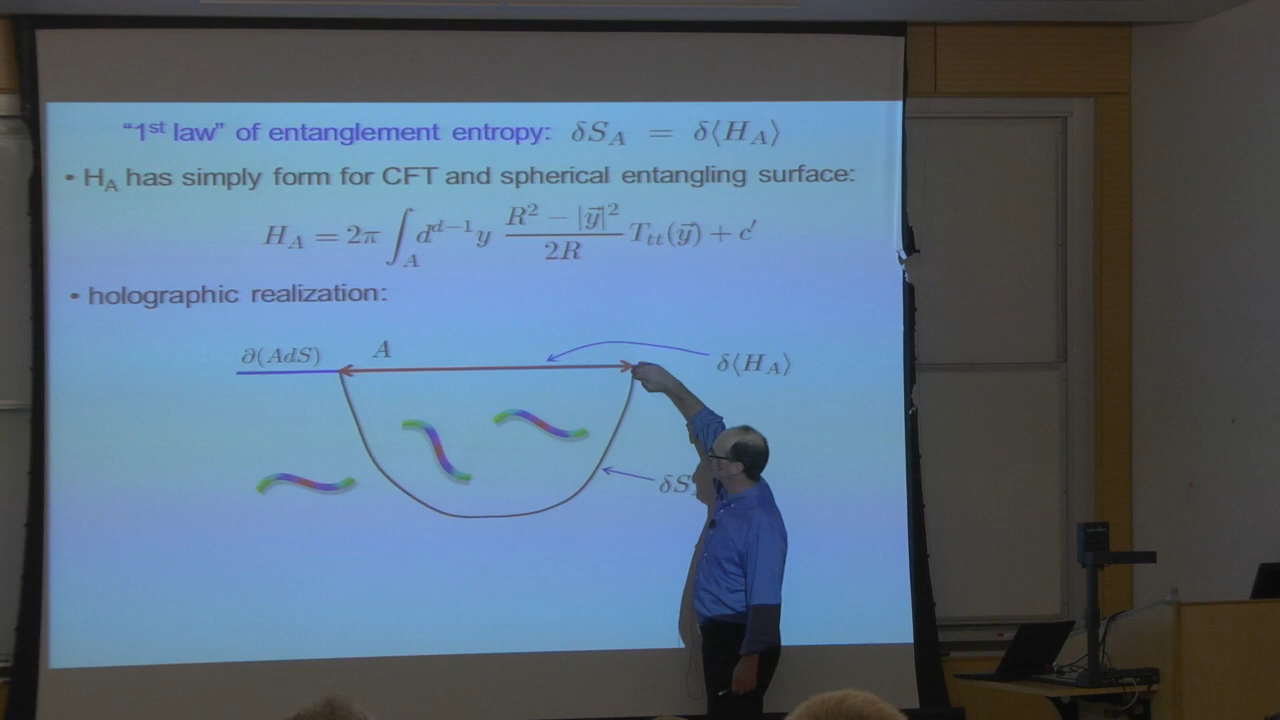 “1st law” of entanglement entropy: δS_A = δ⟨H_A⟩
• H_A has simply form for CFT and spherical entangling surface:
H_A = 2π ∫_A d^{d−1}y (R² − |y⃗|²)/(2R) T_tt(y⃗) + c′
• holographic realization:
∂(AdS)
A
δ⟨H_A⟩
δS